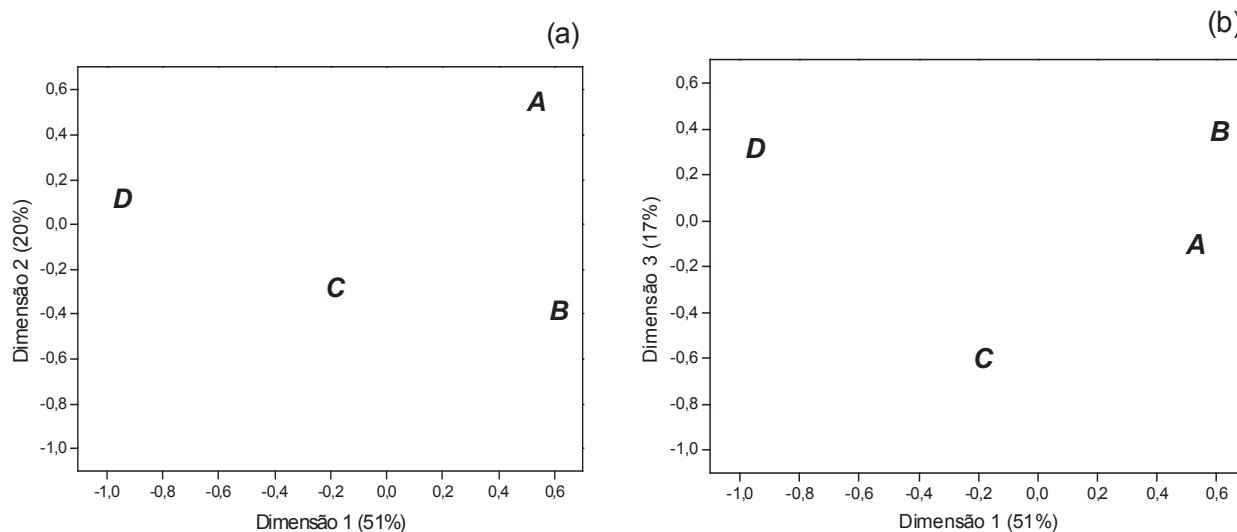 (a)
0,6
0,4
0,2
0,0
-0,2
-0,4
-0,6
-0,8
-1,0
Dimensão 2 (20%)
A
D
C
B
-1,0 -0,8 -0,6 -0,4 -0,2 0,0 0,2 0,4 0,6
Dimensão 1 (51%)
(b)
0,6
0,4
0,2
0,0
-0,2
-0,4
-0,6
-0,8
-1,0
Dimensão 3 (17%)
B
D
A
C
-1,0 -0,8 -0,6 -0,4 -0,2 0,0 0,2 0,4 0,6
Dimensão 1 (51%)